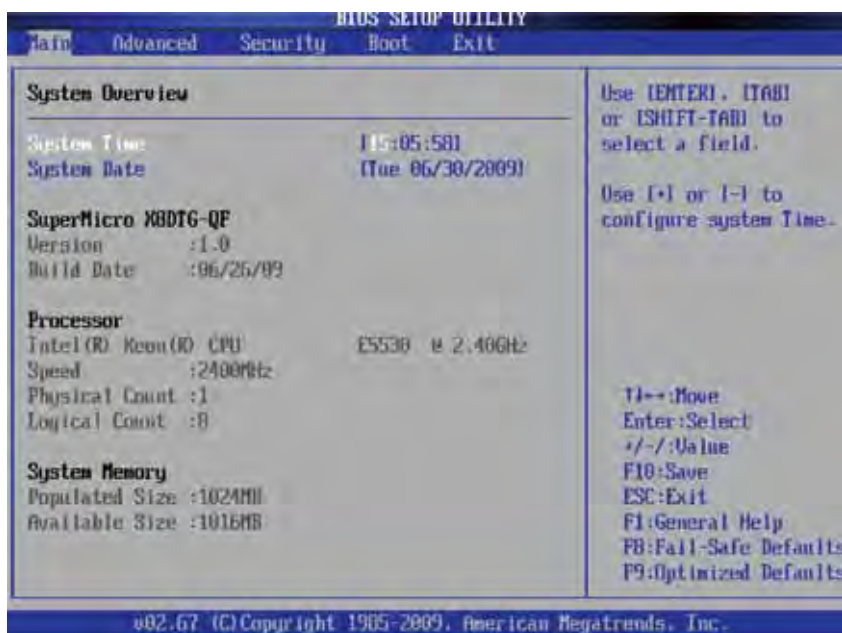 BIOS SETUP UTILITY
Main Advanced Security Boot Exit
System Overview
System Time [15:05:58]
System Date [Tue 06/30/2009]
SuperMicro X8DTG-QF
Version :1.0
Build Date :06/26/09
Processor
Intel(R) Xeon(R) CPU E5530 @ 2.40GHz
Speed :2400MHz
Physical Count :1
Logical Count :8
System Memory
Populated Size :1024MB
Available Size :1016MB
Use [ENTER], [TAB]
or [SHIFT-TAB] to
select a field.
Use [+] or [-] to
configure system Time.
↑↓←→:Move
Enter:Select
+/-/:Value
F10:Save
ESC:Exit
F1:General Help
F8:Fail-Safe Defaults
F9:Optimized Defaults
v02.67 (C)Copyright 1985-2009, American Megatrends, Inc.